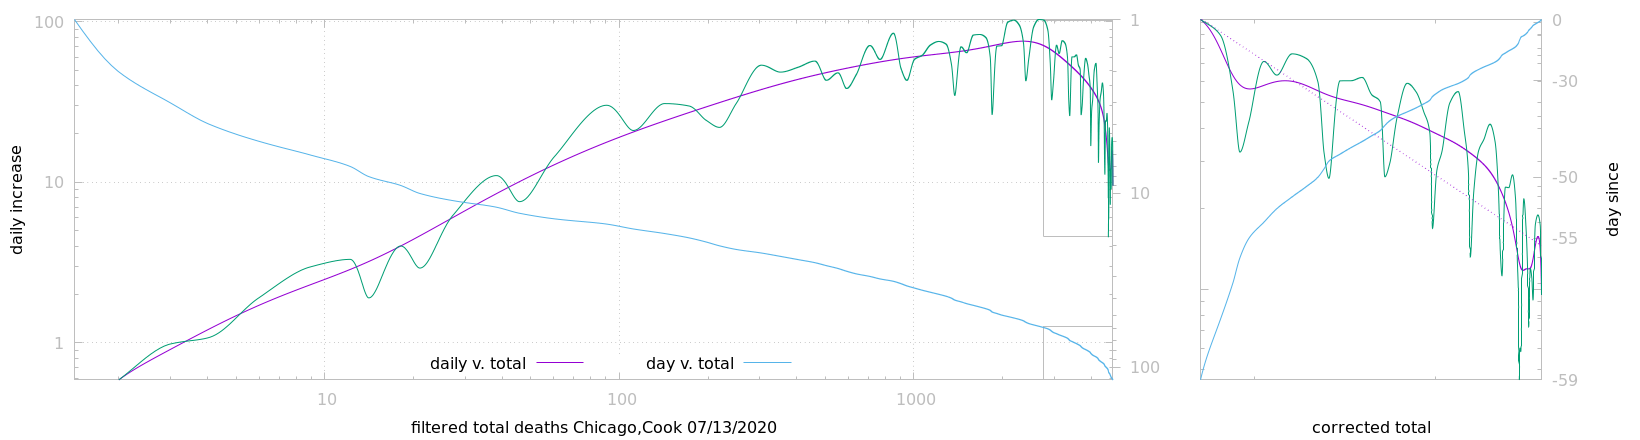 100
10
1
daily increase
1
10
100
10
100
1000
daily v. total
day v. total
filtered total deaths Chicago,Cook 07/13/2020
0
-30
-50
-55
-59
day since
corrected total